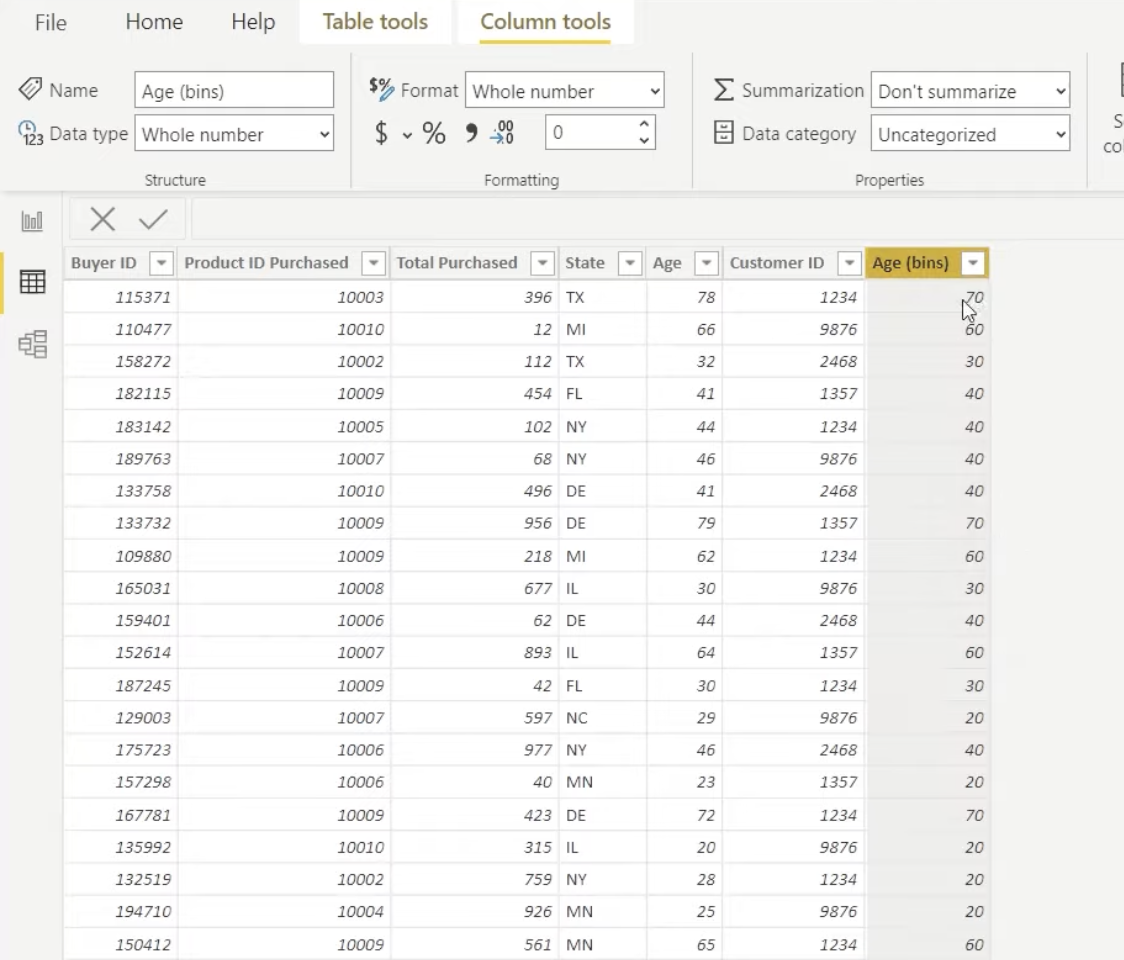 File Home Help Table tools Column tools
Name Age (bins) $% Format Whole number Σ Summarization Don't summarize
123 Data type Whole number $ % 9 .00 →.0 0 Data category Uncategorized
Structure Formatting Properties
Buyer ID Product ID Purchased Total Purchased State Age Customer ID Age (bins)
115371 10003 396 TX 78 1234 70
110477 10010 12 MI 66 9876 60
158272 10002 112 TX 32 2468 30
182115 10009 454 FL 41 1357 40
183142 10005 102 NY 44 1234 40
189763 10007 68 NY 46 9876 40
133758 10010 496 DE 41 2468 40
133732 10009 956 DE 79 1357 70
109880 10009 218 MI 62 1234 60
165031 10008 677 IL 30 9876 30
159401 10006 62 DE 44 2468 40
152614 10007 893 IL 64 1357 60
187245 10009 42 FL 30 1234 30
129003 10007 597 NC 29 9876 20
175723 10006 977 NY 46 2468 40
157298 10006 40 MN 23 1357 20
167781 10009 423 DE 72 1234 70
135992 10010 315 IL 20 9876 20
132519 10002 759 NY 28 1234 20
194710 10004 926 MN 25 9876 20
150412 10009 561 MN 65 1234 60